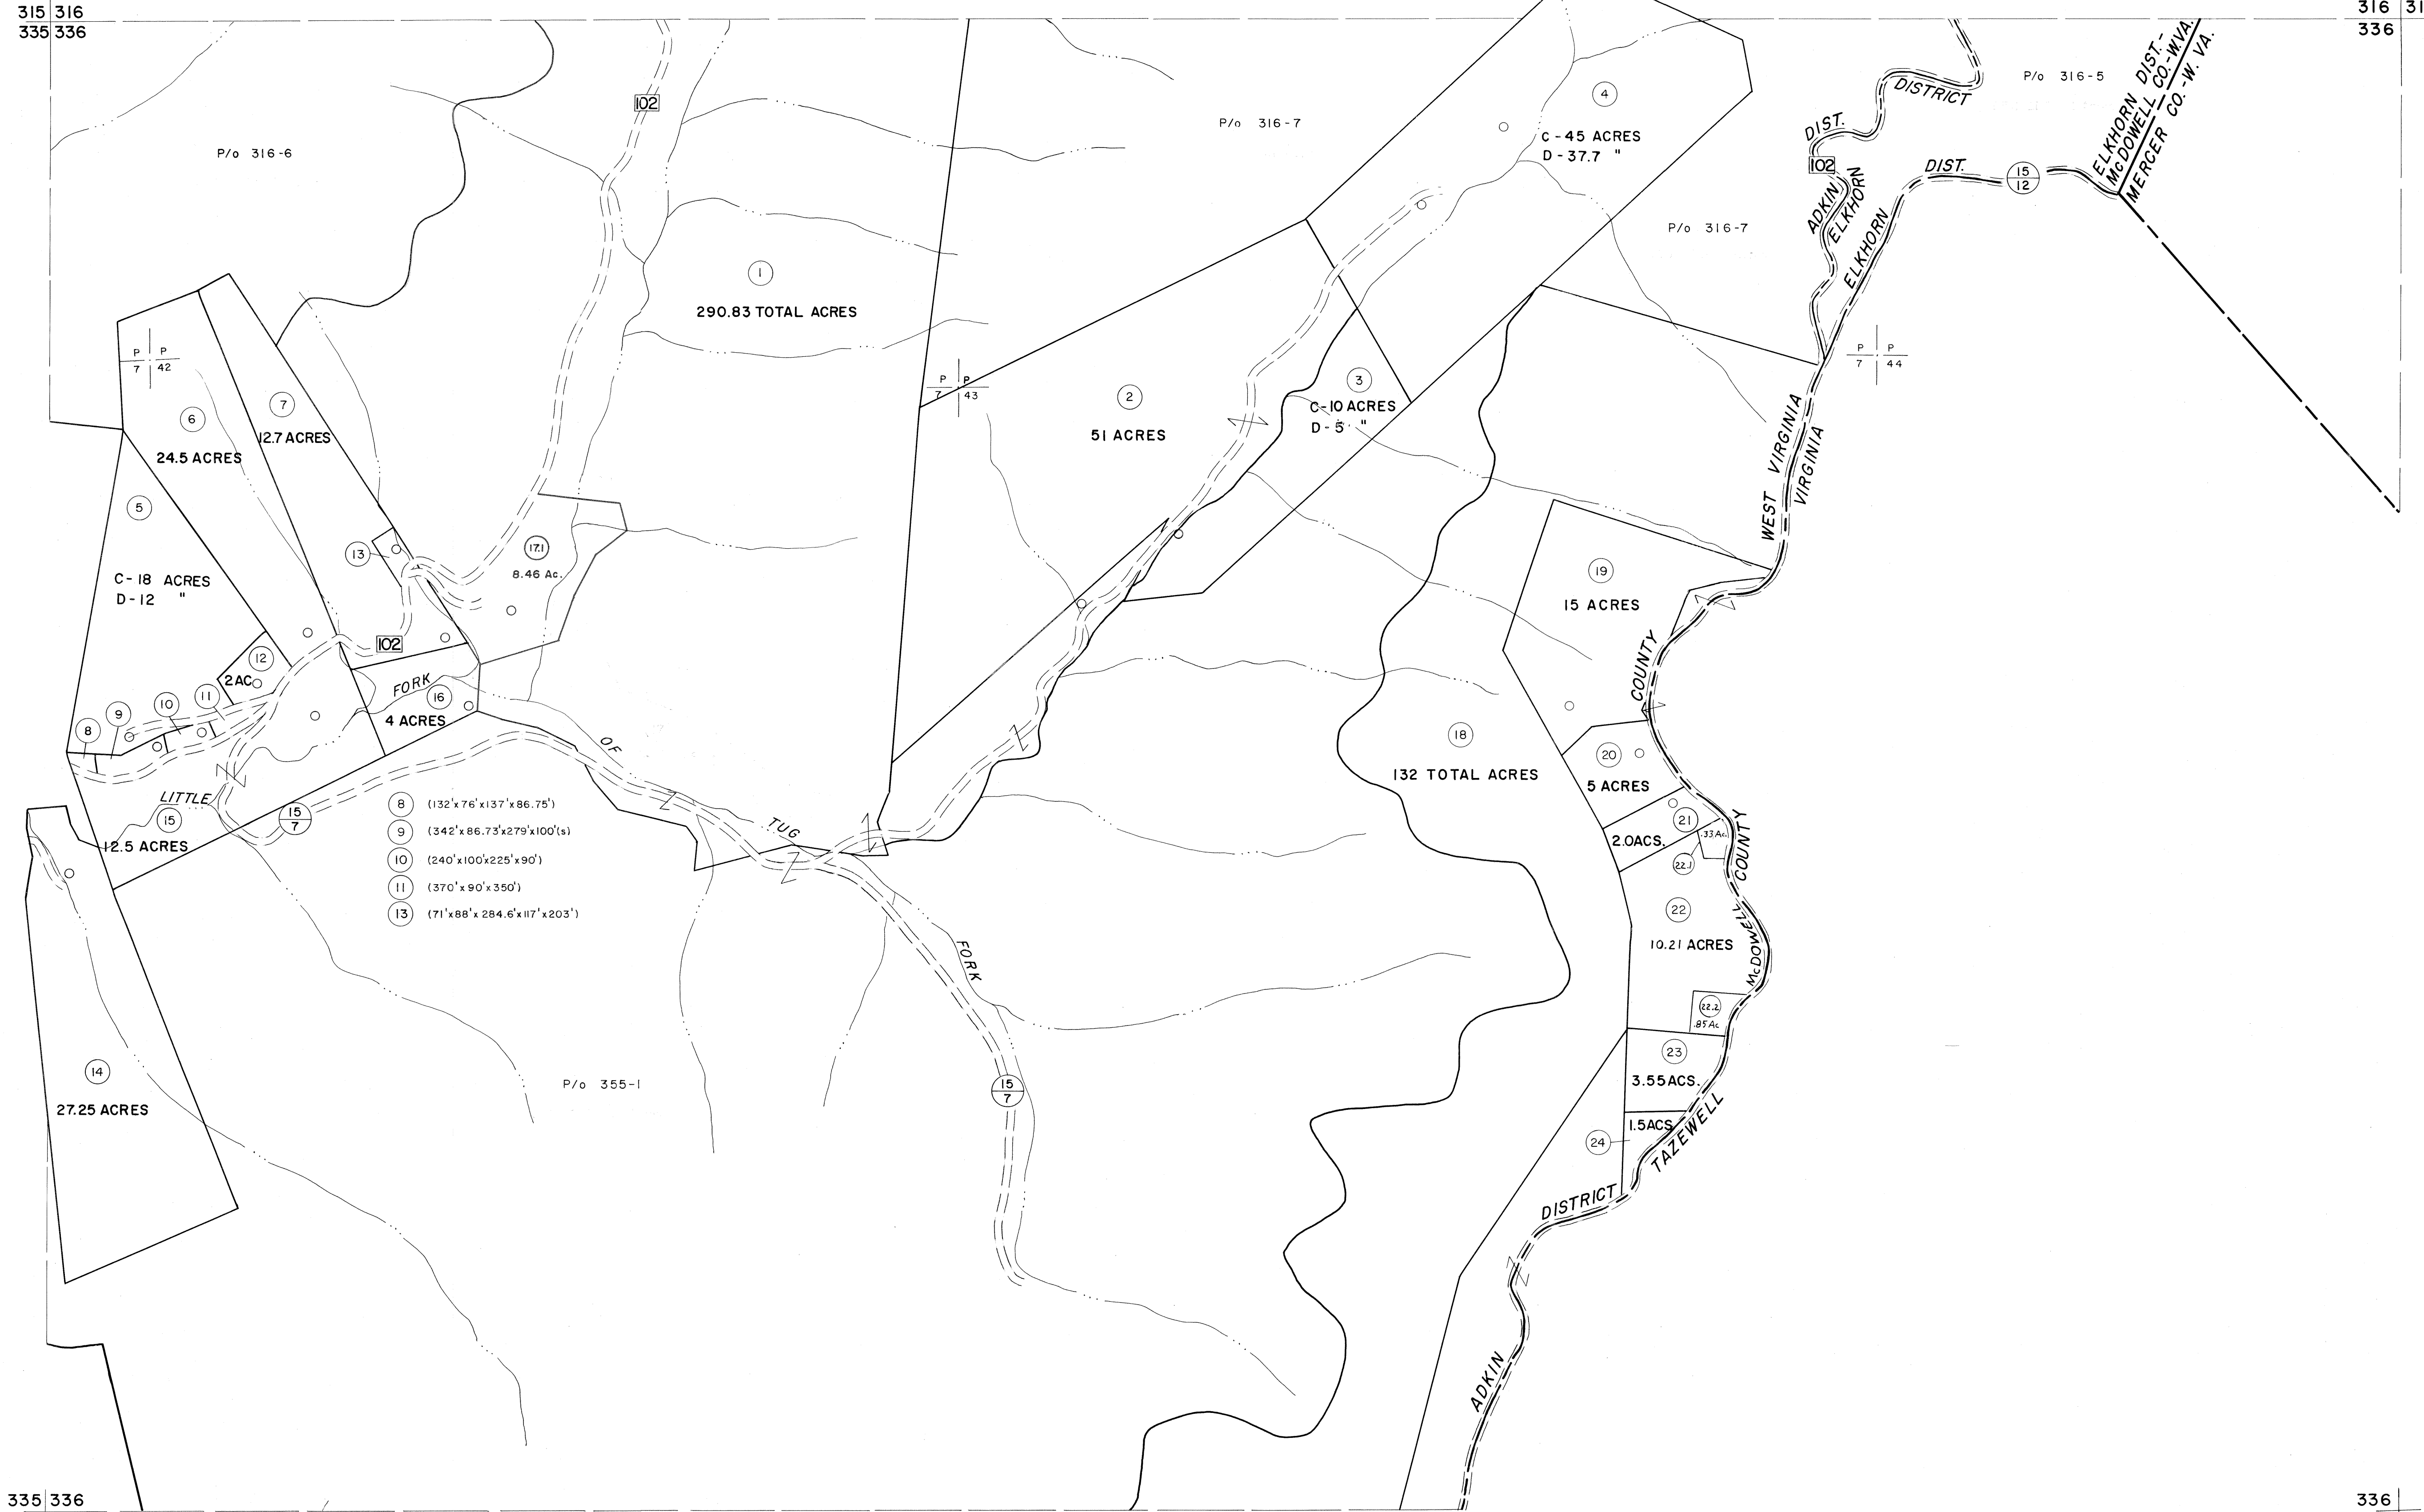 315 316
335 336
316 31
336
P/o 316-6
102
P/o 316-7
4
C-45 ACRES
D-37.7 "
DISTRICT
DIST.
102
ADKIN
ELKHORN
P/o 316-5
ELKHORN DIST.-
McDOWELL CO.-W.VA.
MERCER CO.-W. VA.
DIST.
15
12
ELKHORN
P/o 316-7
1
290.83 TOTAL ACRES
P P
7 42
P P
7 43
P P
7 44
6
24.5 ACRES
7
12.7 ACRES
2
51 ACRES
3
C-10 ACRES
D-5 "
WEST VIRGINIA
VIRGINIA
5
C-18 ACRES
D-12 "
13
17.1
8.46 Ac.
19
15 ACRES
102
12
2AC.
FORK
16
4 ACRES
11
10
9
8
COUNTY
OF
18
132 TOTAL ACRES
20
5 ACRES
LITTLE
15
12.5 ACRES
15
7
8 (132'x76'x137'x86.75')
9 (342'x86.73'x279'x100'(s)
10 (240'x100'x225'x90')
11 (370'x90'x350')
13 (71'x88'x284.6'x117'x203')
TUG
21
2.0ACS.
.33Ac.
22.1
COUNTY
22
10.21 ACRES
McDOWELL
FORK
22.2
.85Ac
14
27.25 ACRES
P/o 355-1
15
7
23
3.55ACS.
1.5ACS
24
TAZEWELL
DISTRICT
ADKIN
335 336
336